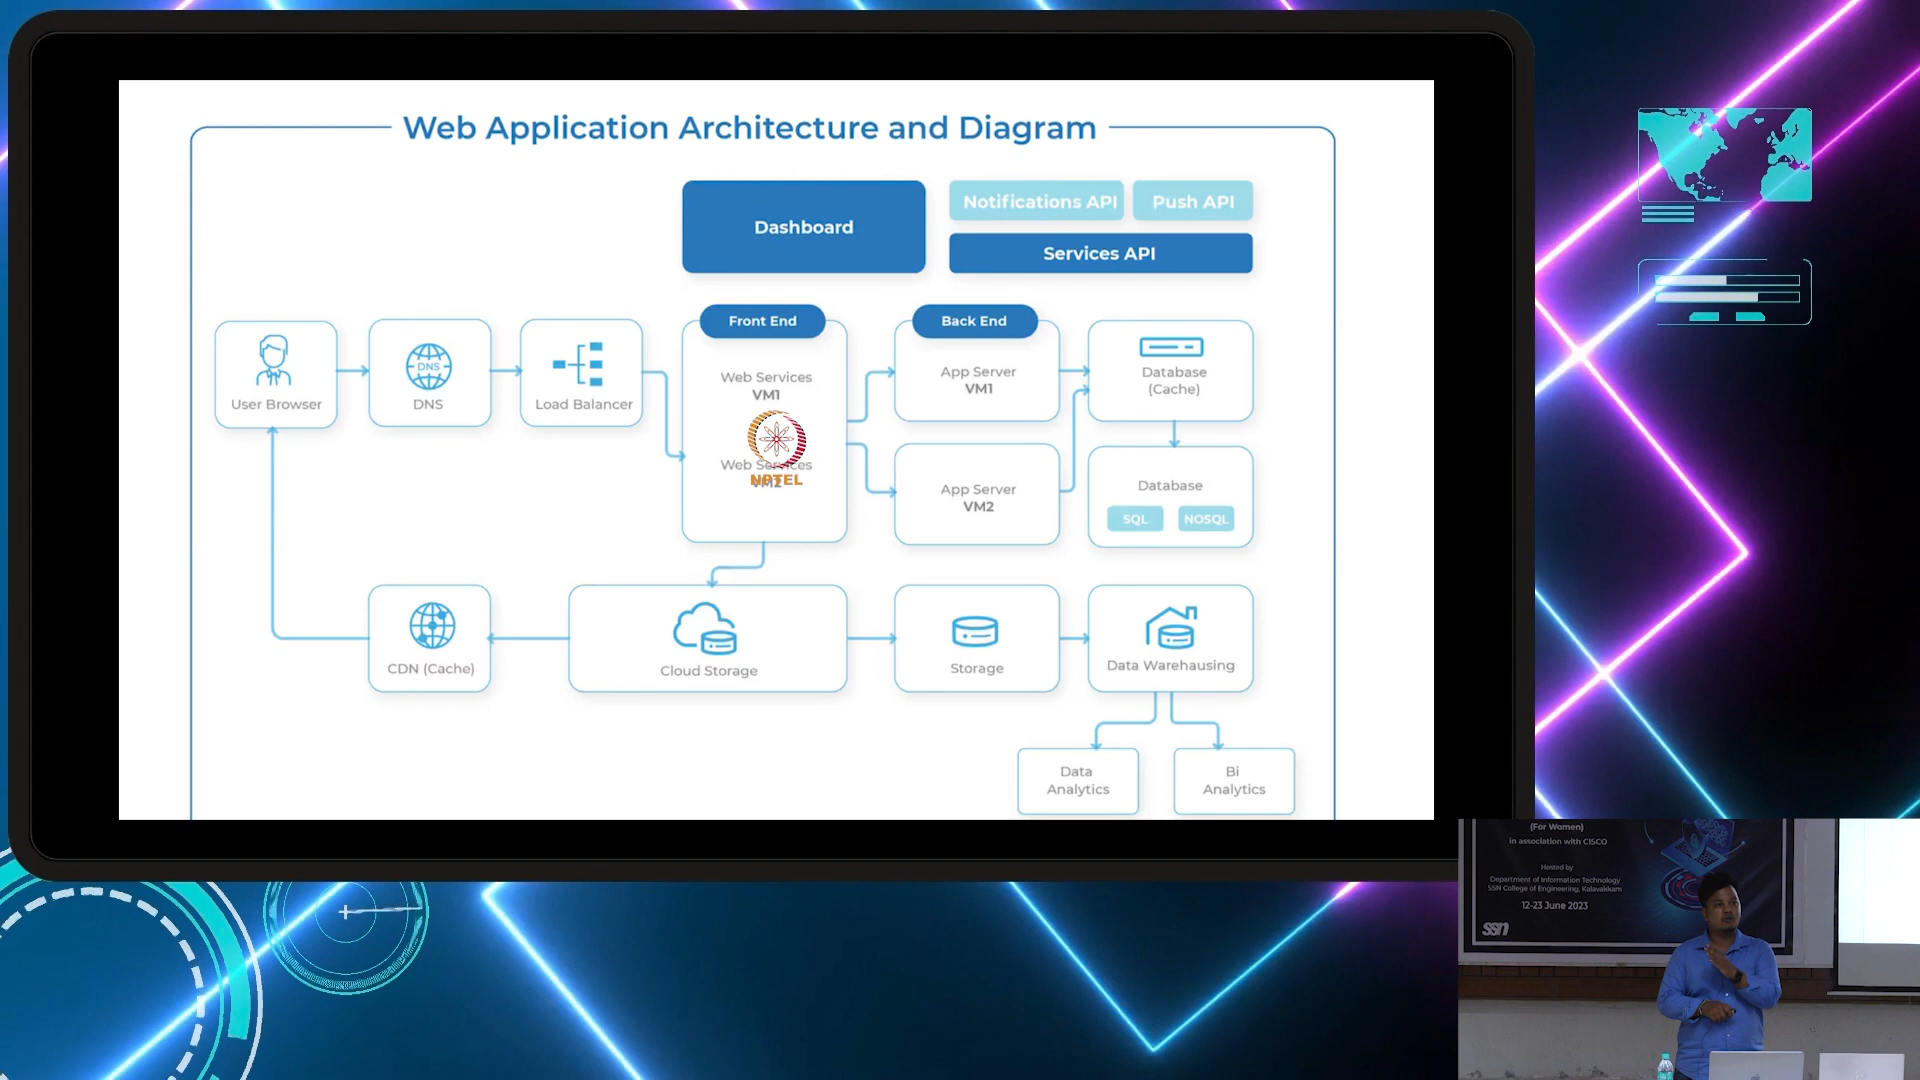 Web Application Architecture and Diagram
Dashboard
Notifications API
Push API
Services API
Front End
Back End
User Browser
DNS
DNS
Load Balancer
Web Services
VM1
Web Services
VM2
NPTEL
App Server
VM1
App Server
VM2
Database
(Cache)
Database
SQL
NOSQL
CDN (Cache)
Cloud Storage
Storage
Data Warehausing
Data
Analytics
Bi
Analytics
(For Women)
in association with CISCO
Hosted by
Department of Information Technology
SSN College of Engineering, Kalavakkam
12-23 June 2023
ssn